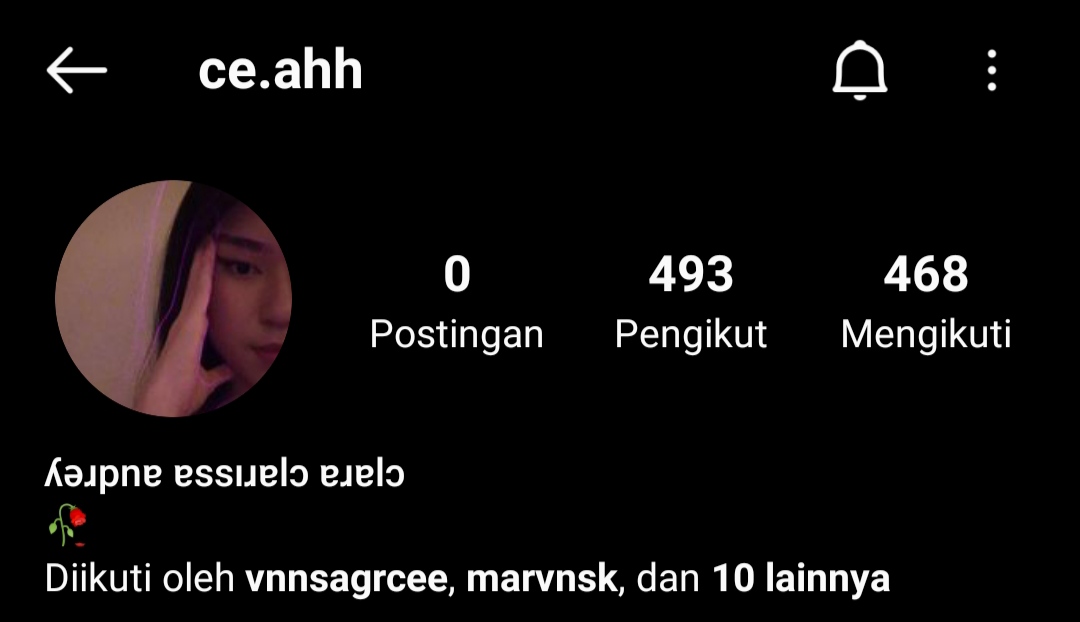 ce.ahh
0
Postingan
493
Pengikut
468
Mengikuti
ʎǝɹpnɐ ɐssıɹɐlɔ ɐɹɐlɔ
🥀
Diikuti oleh vnnsagrcee, marvnsk, dan 10 lainnya